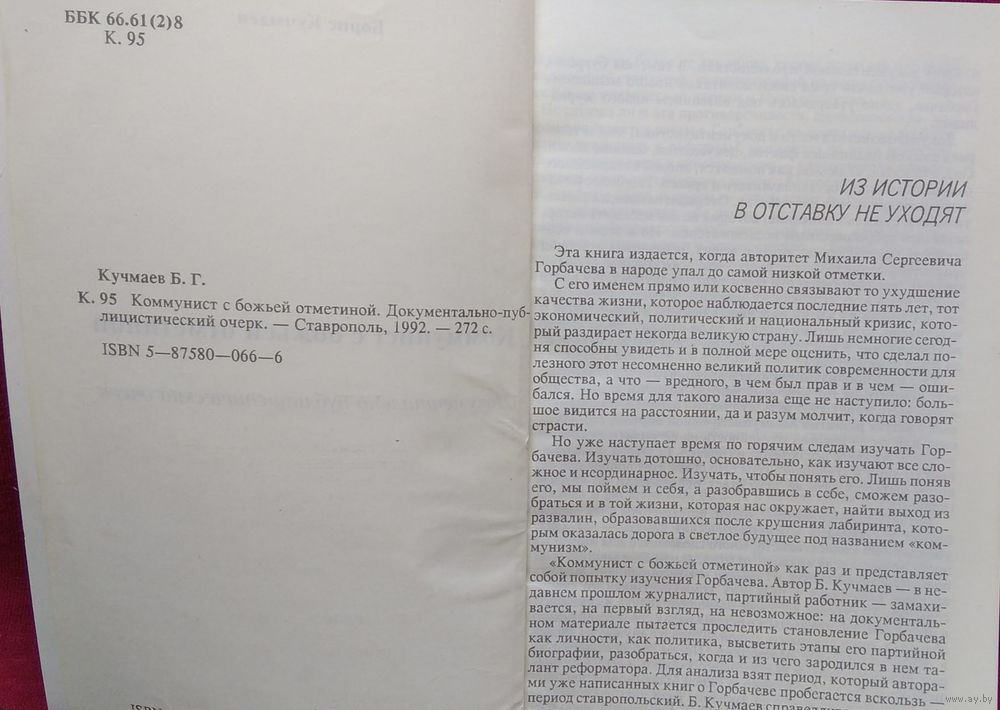 ББК 66.61(2)8
К. 95
Кучмаев Б. Г.
К. 95 Коммунист с божьей отметиной. Документально-пуб-
лицистический очерк. — Ставрополь, 1992. — 272 с.
ISBN 5—87580—066—6
ИЗ ИСТОРИИ
В ОТСТАВКУ НЕ УХОДЯТ
Эта книга издается, когда авторитет Михаила Сергеевича
Горбачева в народе упал до самой низкой отметки.
С его именем прямо или косвенно связывают то ухудшение
качества жизни, которое наблюдается последние пять лет, тот
экономический, политический и национальный кризис, кото-
рый раздирает некогда великую страну. Лишь немногие сегод-
ня способны увидеть и в полной мере оценить, что сделал по-
лезного этот несомненно великий политик современности для
общества, а что — вредного, в чем был прав и в чем — оши-
бался. Но время для такого анализа еще не наступило: боль-
шое видится на расстоянии, да и разум молчит, когда говорят
страсти.
Но уже наступает время по горячим следам изучать Гор-
бачева. Изучать дотошно, основательно, как изучают все сло-
жное и неординарное. Изучать, чтобы понять его. Лишь поняв
его, мы поймем и себя, а разобравшись в себе, сможем разо-
браться и в той жизни, которая нас окружает, найти выход из
развалин, образовавшихся после крушения лабиринта, кото-
рым оказалась дорога в светлое будущее под названием «ком-
мунизм».
«Коммунист с божьей отметиной» как раз и представляет
собой попытку изучения Горбачева. Автор Б. Кучмаев — в не-
давнем прошлом журналист, партийный работник — замахи-
вается, на первый взгляд, на невозможное: на документаль-
ном материале пытается проследить становление Горбачева
как личности, как политика, высветить этапы его партийной
биографии, разобраться, когда и из чего зародился в нем та-
лант реформатора. Для анализа взят период, который автора-
ми уже написанных книг о Горбачеве пробегается вскользь —
период ставропольский. Б. Кучмаев
www.ay.by